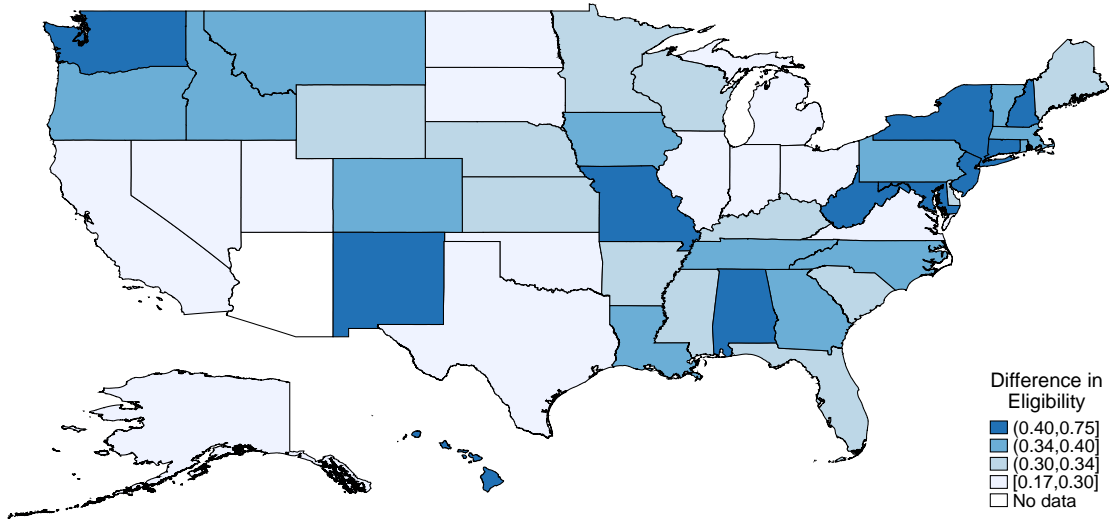 Difference in
Eligibility
(0.40,0.75]
(0.34,0.40]
(0.30,0.34]
[0.17,0.30]
No data